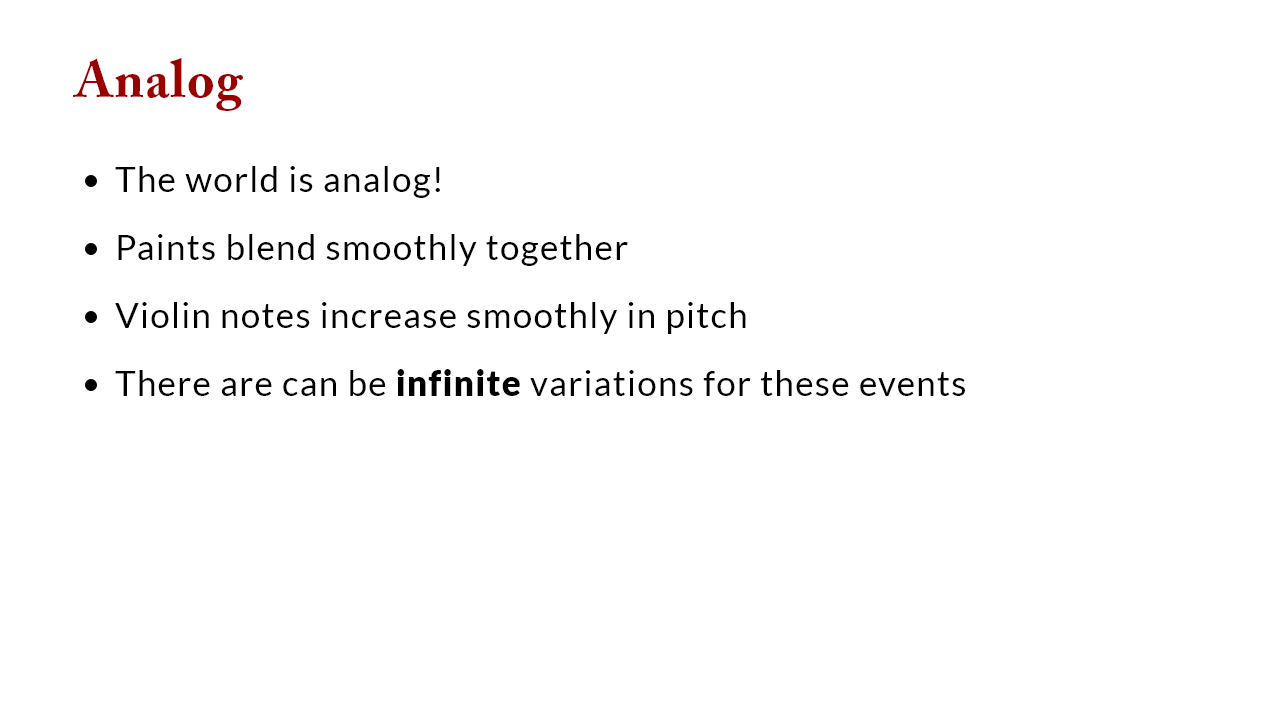 Analog
• The world is analog!
• Paints blend smoothly together
• Violin notes increase smoothly in pitch
• There are can be infinite variations for these events